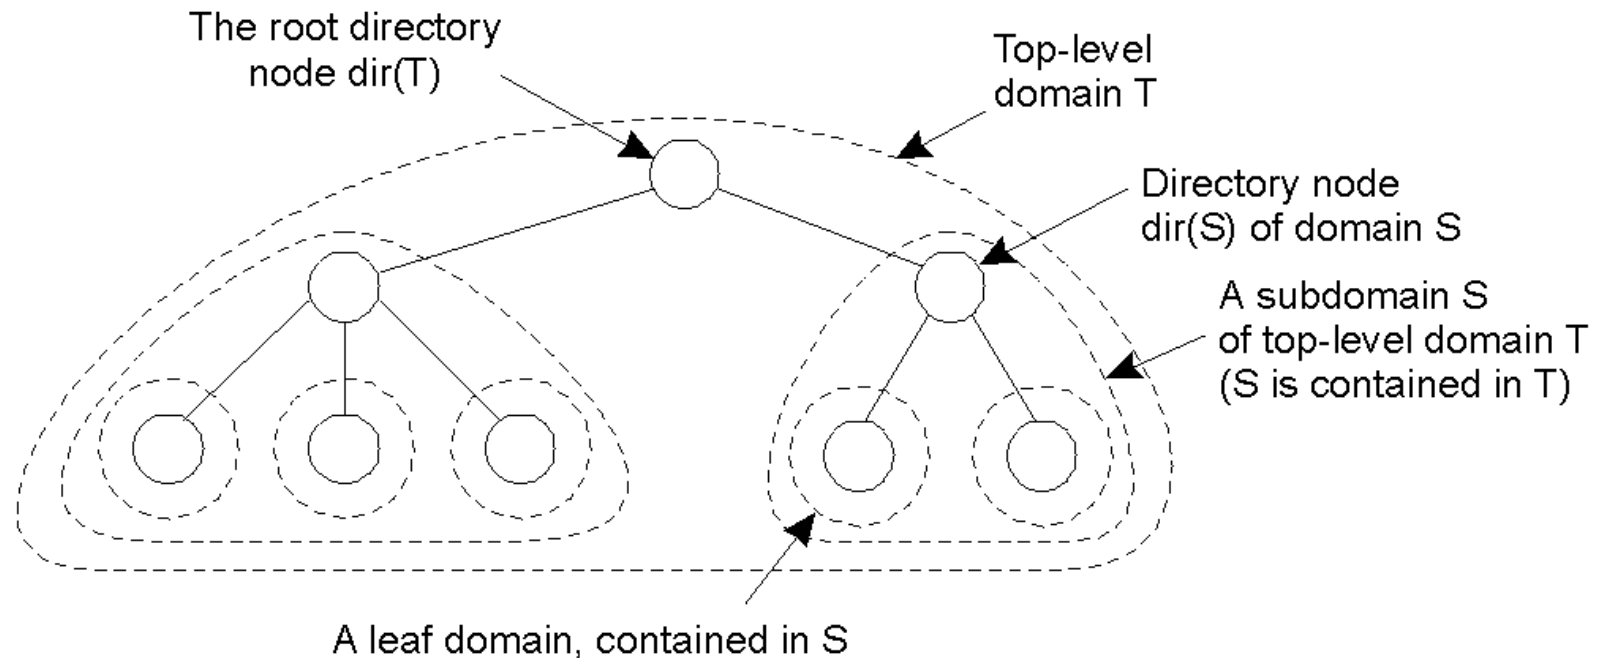 The root directory
node dir(T)
Top-level
domain T
Directory node
dir(S) of domain S
A subdomain S
of top-level domain T
(S is contained in T)
A leaf domain, contained in S